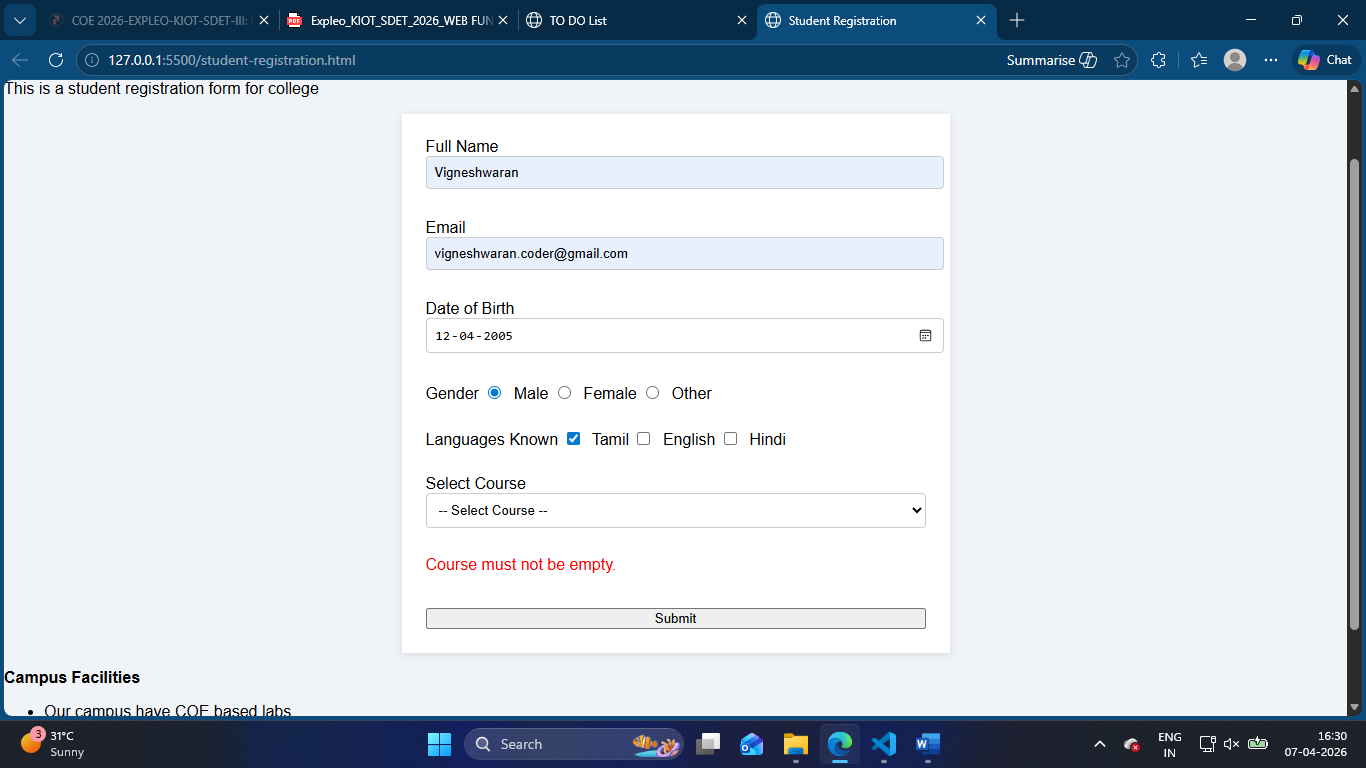 COE 2026-EXPLEO-KIOT-SDET-III:
Expleo_KIOT_SDET_2026_WEB FUN
TO DO List
Student Registration
127.0.0.1:5500/student-registration.html
Summarise
Chat
This is a student registration form for college
Full Name
Vigneshwaran
Email
vigneshwaran.coder@gmail.com
Date of Birth
12-04-2005
Gender Male Female Other
Languages Known Tamil English Hindi
Select Course
-- Select Course --
Course must not be empty.
Submit
Campus Facilities
Our campus have COE based labs
3
31°C
Sunny
Search
ENG
IN
16:30
07-04-2026